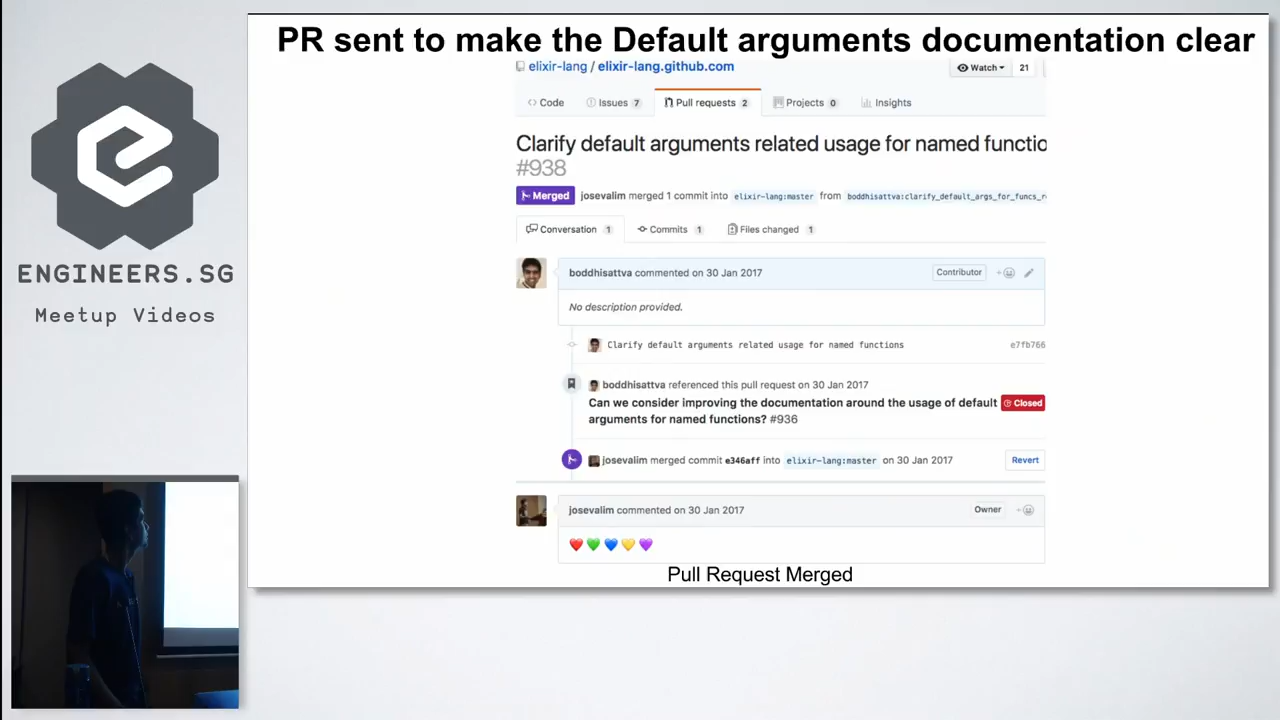 PR sent to make the Default arguments documentation clear
elixir-lang / elixir-lang.github.com
Watch 21
Code Issues 7 Pull requests 2 Projects 0 Insights
Clarify default arguments related usage for named functio
#938
Merged josevalim merged 1 commit into elixir-lang:master from boddhisattva:clarify_default_args_for_funcs_r
Conversation 1 Commits 1 Files changed 1
boddhisattva commented on 30 Jan 2017 Contributor
No description provided.
Clarify default arguments related usage for named functions e7fb766
boddhisattva referenced this pull request on 30 Jan 2017
Can we consider improving the documentation around the usage of default Closed
arguments for named functions? #936
josevalim merged commit e346aff into elixir-lang:master on 30 Jan 2017 Revert
josevalim commented on 30 Jan 2017 Owner
Pull Request Merged
ENGINEERS.SG
Meetup Videos